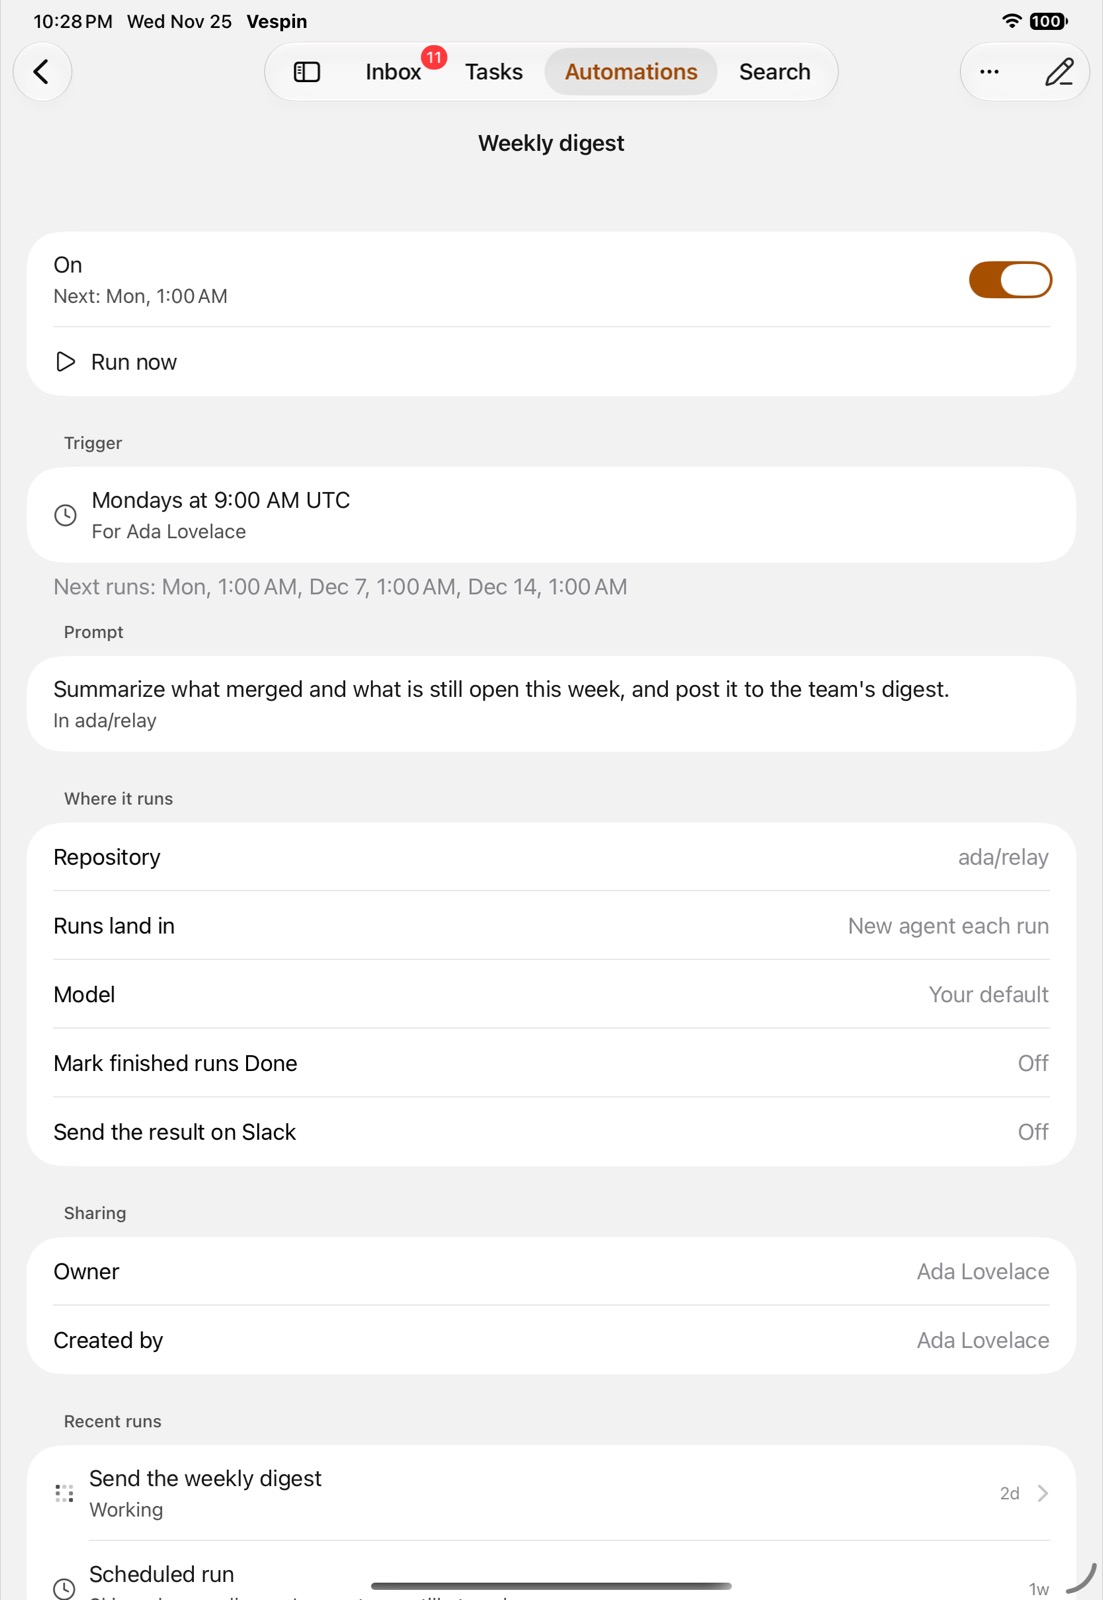 10:28 PM Wed Nov 25 Vespin
100
Inbox 11 Tasks Automations Search
Weekly digest
On
Next: Mon, 1:00 AM
Run now
Trigger
Mondays at 9:00 AM UTC
For Ada Lovelace
Next runs: Mon, 1:00 AM, Dec 7, 1:00 AM, Dec 14, 1:00 AM
Prompt
Summarize what merged and what is still open this week, and post it to the team's digest.
In ada/relay
Where it runs
Repository ada/relay
Runs land in New agent each run
Model Your default
Mark finished runs Done Off
Send the result on Slack Off
Sharing
Owner Ada Lovelace
Created by Ada Lovelace
Recent runs
Send the weekly digest
Working
2d
Scheduled run
1w